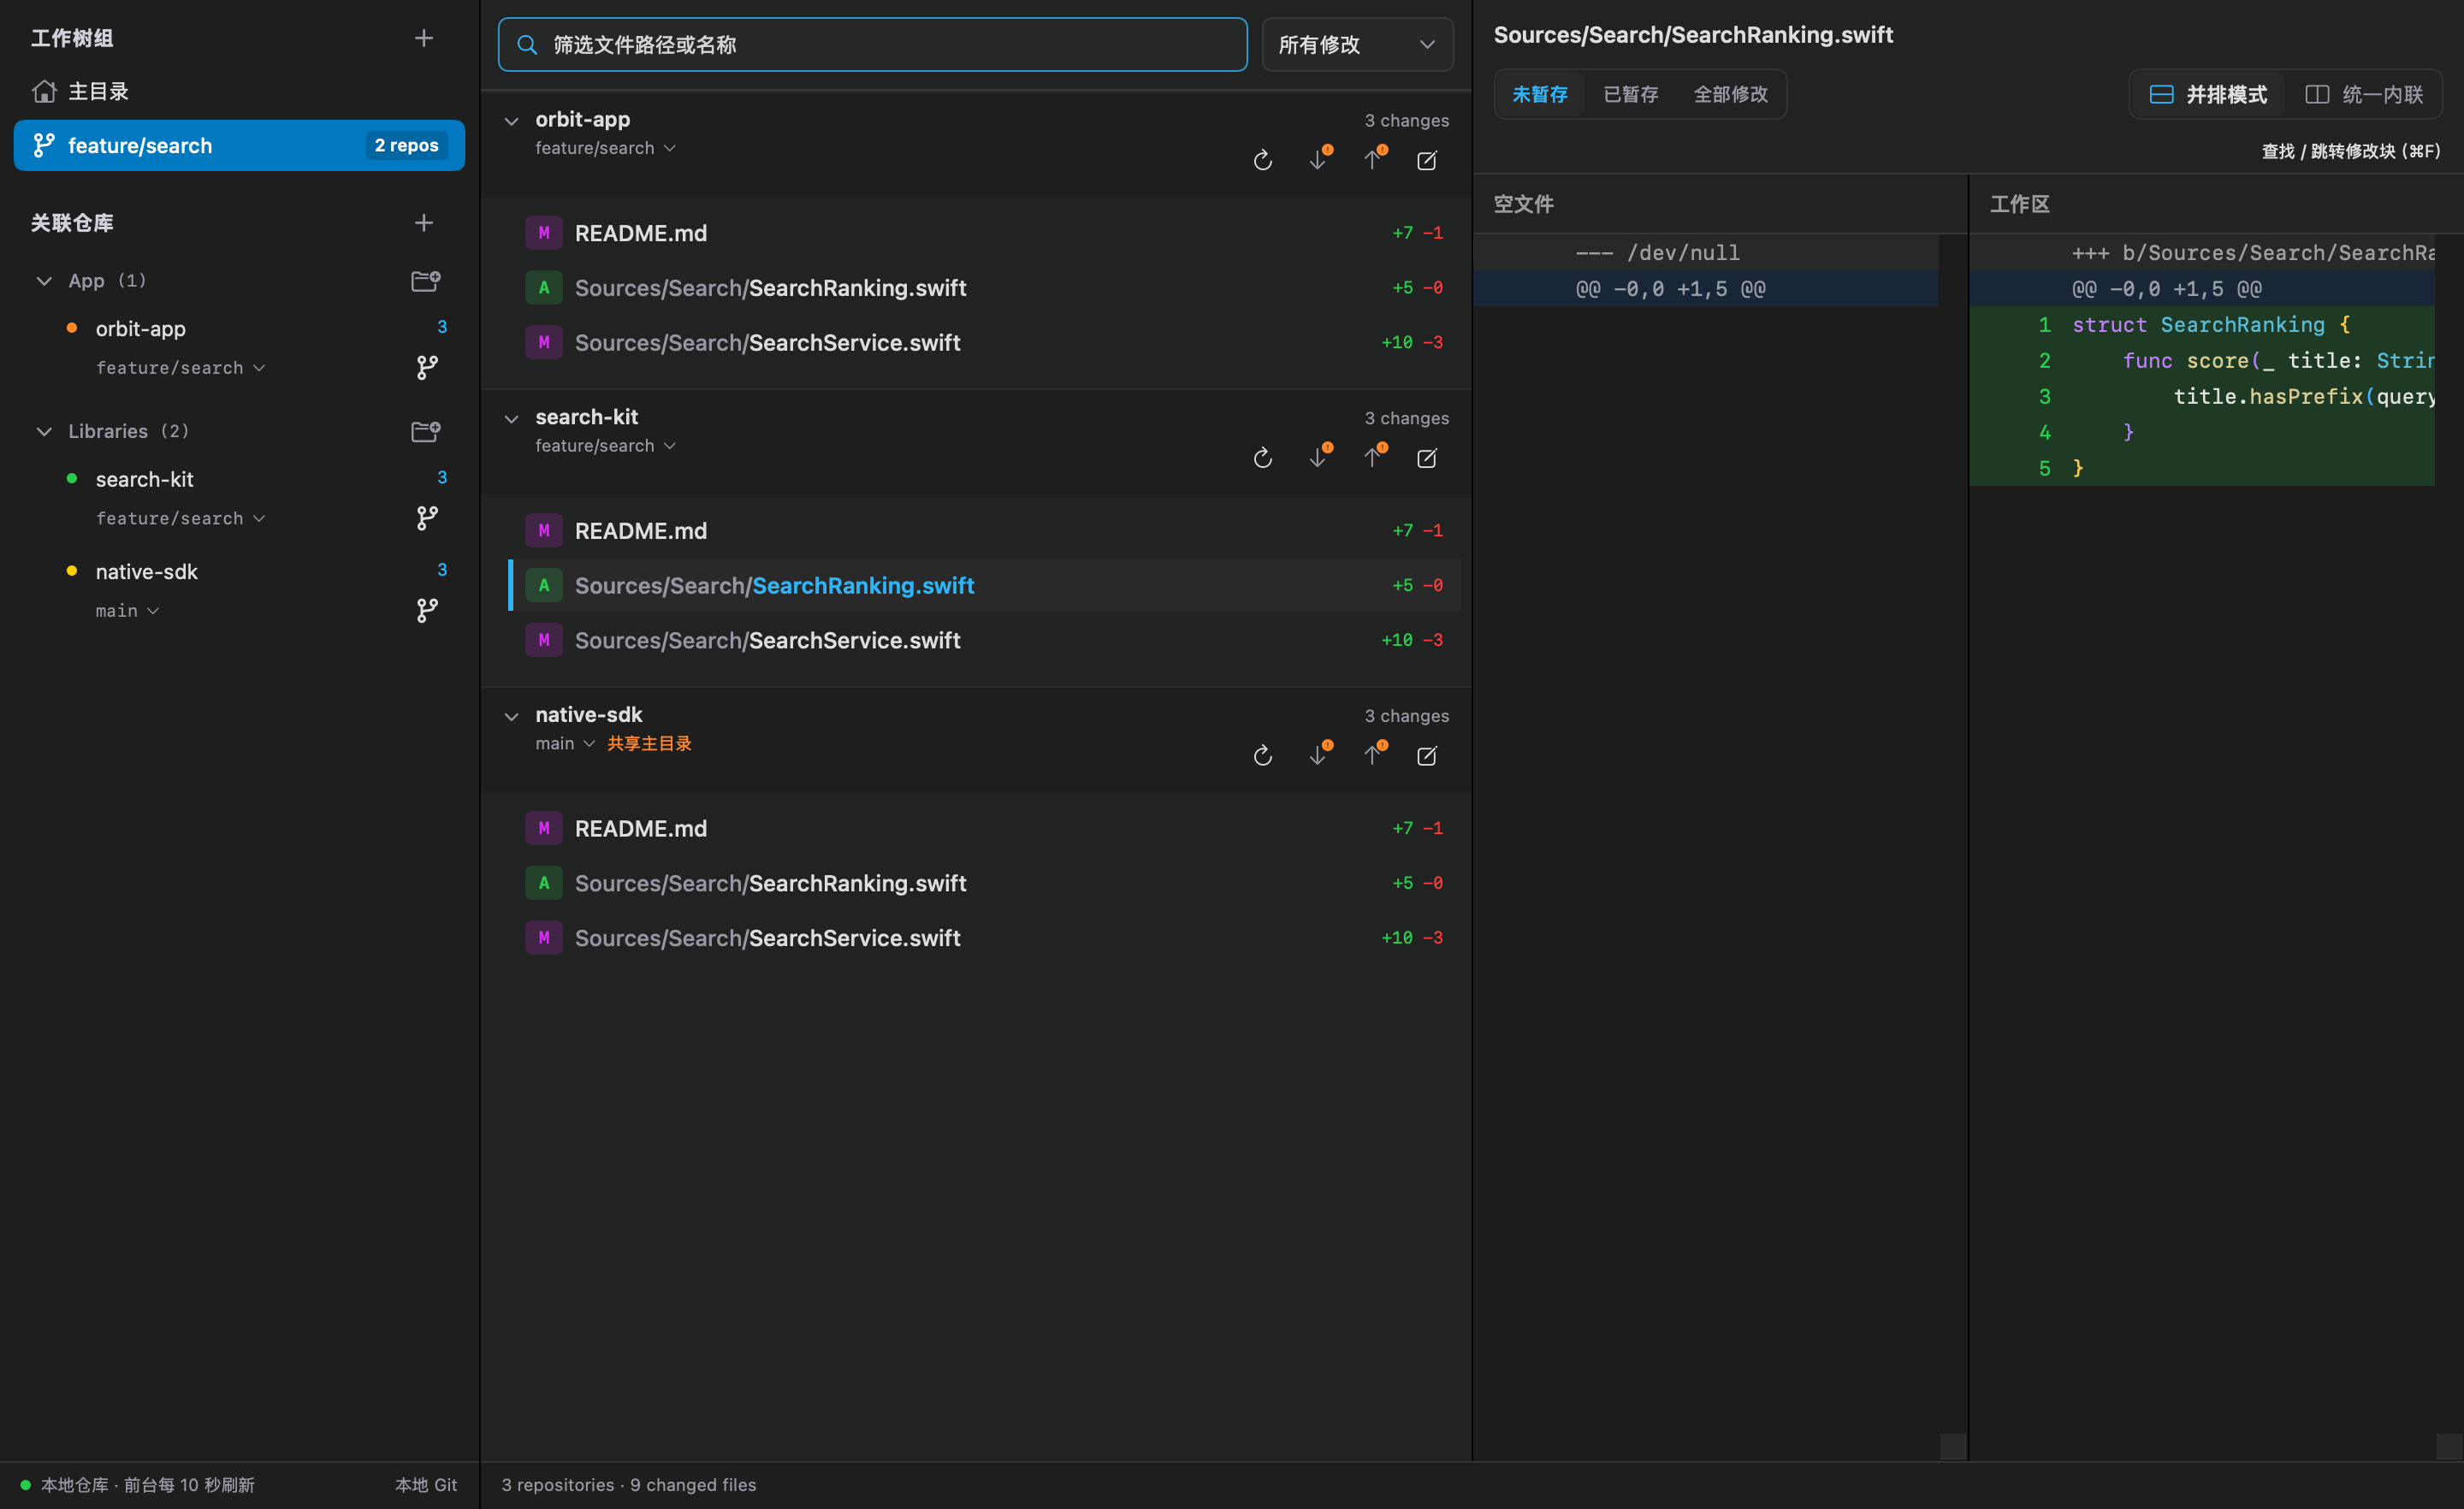 工作树组
主目录
feature/search 2 repos
关联仓库
App (1)
orbit-app 3
feature/search
Libraries (2)
search-kit 3
feature/search
native-sdk 3
main
本地仓库 · 前台每 10 秒刷新 本地 Git
筛选文件路径或名称 所有修改
orbit-app 3 changes
feature/search
M README.md +7 −1
A Sources/Search/SearchRanking.swift +5 −0
M Sources/Search/SearchService.swift +10 −3
search-kit 3 changes
feature/search
M README.md +7 −1
A Sources/Search/SearchRanking.swift +5 −0
M Sources/Search/SearchService.swift +10 −3
native-sdk 3 changes
main 共享主目录
M README.md +7 −1
A Sources/Search/SearchRanking.swift +5 −0
M Sources/Search/SearchService.swift +10 −3
3 repositories · 9 changed files
Sources/Search/SearchRanking.swift
未暂存 已暂存 全部修改 并排模式 统一内联
查找 / 跳转修改块 (⌘F)
空文件
--- /dev/null
@@ -0,0 +1,5 @@
工作区
+++ b/Sources/Search/SearchRa
@@ -0,0 +1,5 @@
1 struct SearchRanking {
2 func score(_ title: Strin
3 title.hasPrefix(query
4 }
5 }